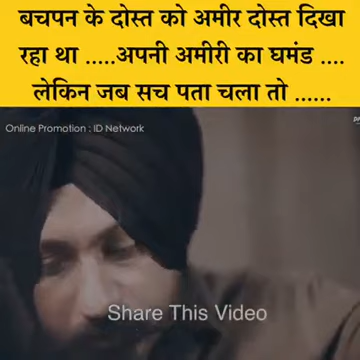 बचपन के दोस्त को अमीर दोस्त दिखा
रहा था .....अपनी अमीरी का घमंड ....
लेकिन जब सच पता चला तो ......
Online Promotion : ID Network
Share This Video